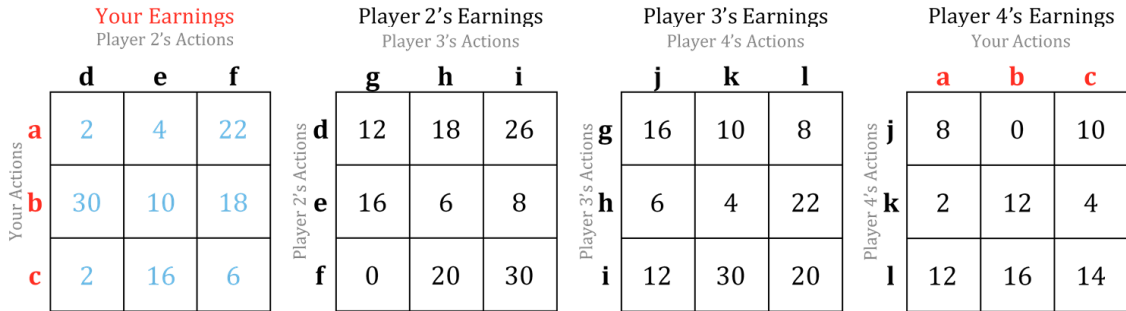 Your Earnings Player 2’s Earnings Player 3’s Earnings Player 4’s Earnings
Player 2’s Actions Player 3’s Actions Player 4’s Actions Your Actions
d e f g h i j k l a b c
a 2 4 22 d 12 18 26 g 16 10 8 j 8 0 10
b 30 10 18 e 16 6 8 h 6 4 22 k 2 12 4
c 2 16 6 f 0 20 30 i 12 30 20 l 12 16 14
Your Actions
Player 2’s Actions
Player 3’s Actions
Player 4’s Actions